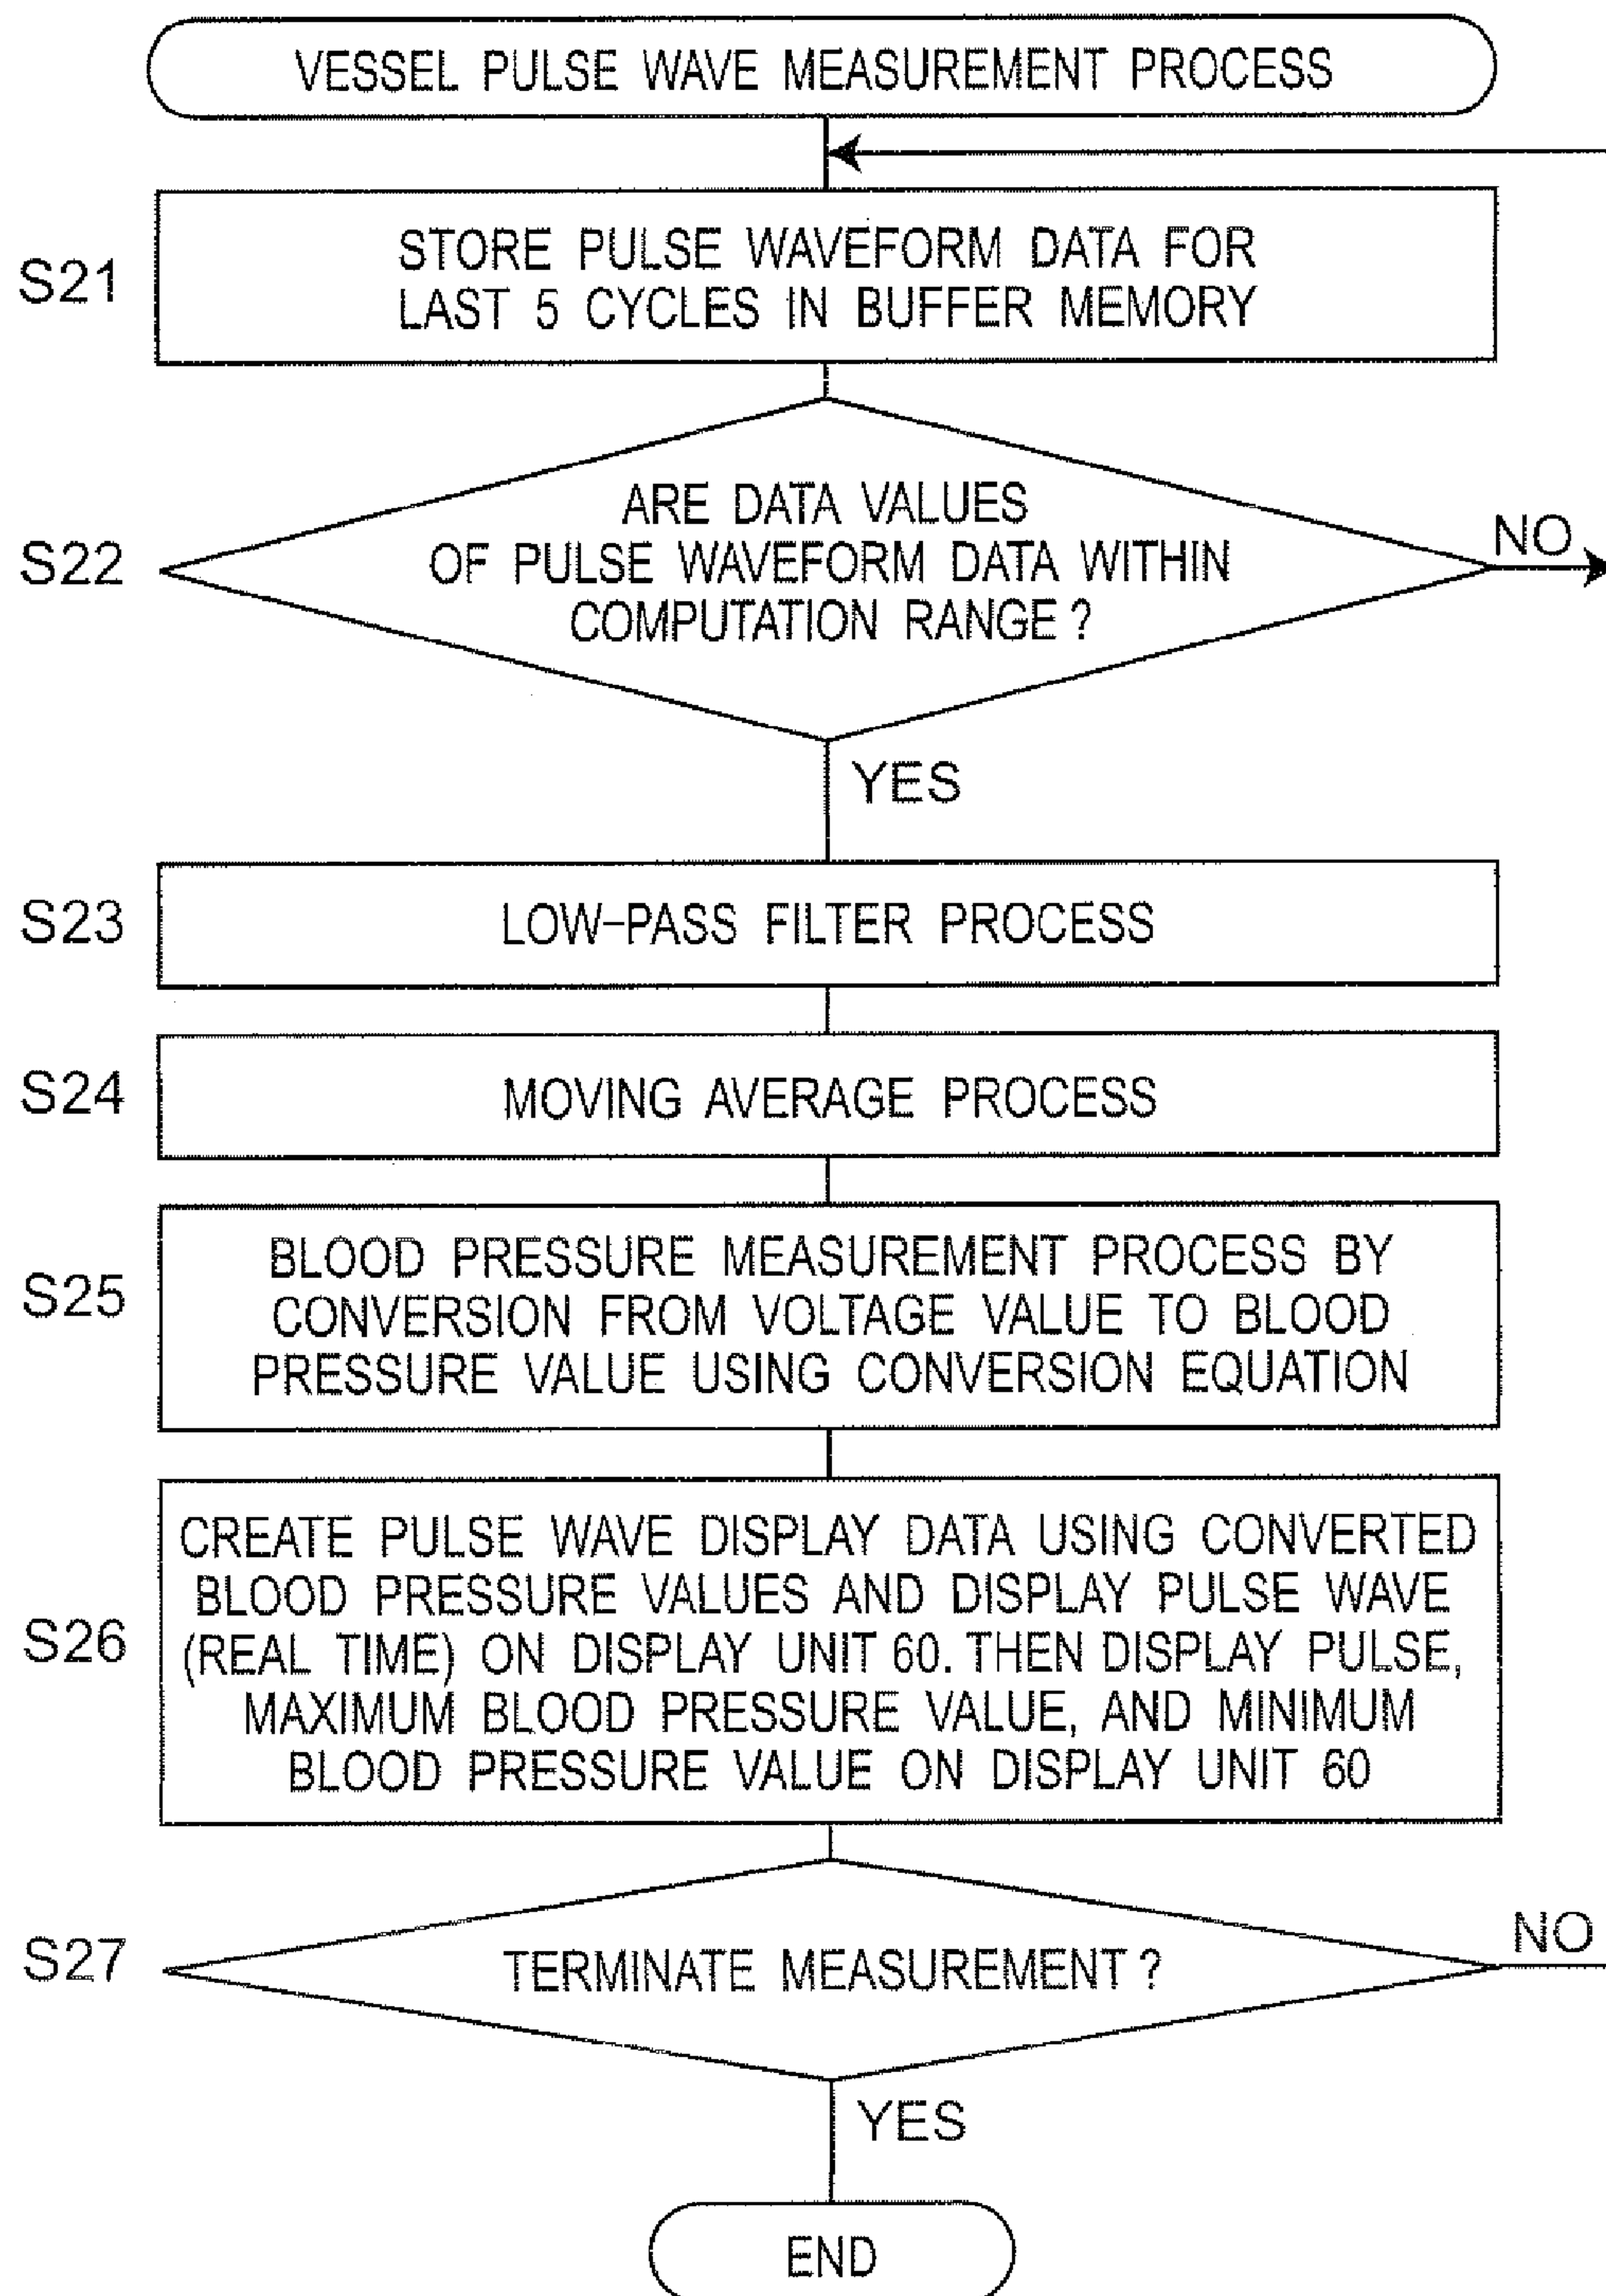 VESSEL PULSE WAVE MEASUREMENT PROCESS
S21
STORE PULSE WAVEFORM DATA FOR
LAST 5 CYCLES IN BUFFER MEMORY
S22
ARE DATA VALUES
OF PULSE WAVEFORM DATA WITHIN
COMPUTATION RANGE ?
NO
YES
S23
LOW-PASS FILTER PROCESS
S24
MOVING AVERAGE PROCESS
S25
BLOOD PRESSURE MEASUREMENT PROCESS BY
CONVERSION FROM VOLTAGE VALUE TO BLOOD
PRESSURE VALUE USING CONVERSION EQUATION
S26
CREATE PULSE WAVE DISPLAY DATA USING CONVERTED
BLOOD PRESSURE VALUES AND DISPLAY PULSE WAVE
(REAL TIME) ON DISPLAY UNIT 60. THEN DISPLAY PULSE,
MAXIMUM BLOOD PRESSURE VALUE, AND MINIMUM
BLOOD PRESSURE VALUE ON DISPLAY UNIT 60
S27
TERMINATE MEASUREMENT ?
NO
YES
END